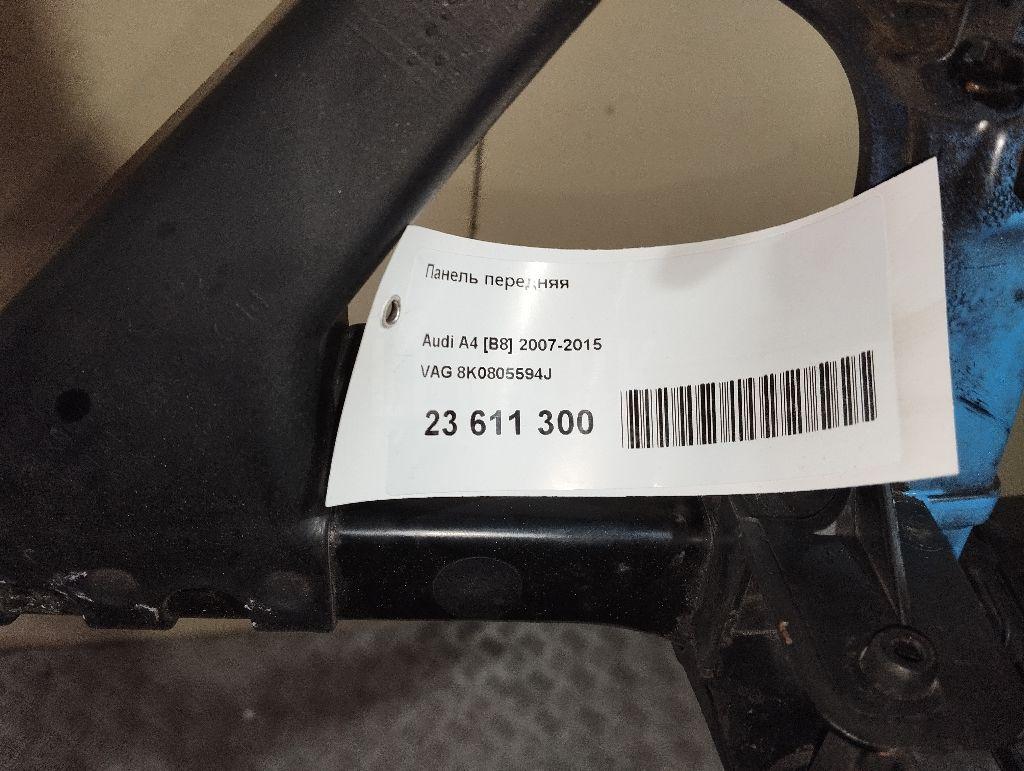 Панель передняя
Audi A4 [B8] 2007-2015
VAG 8K0805594J
23 611 300